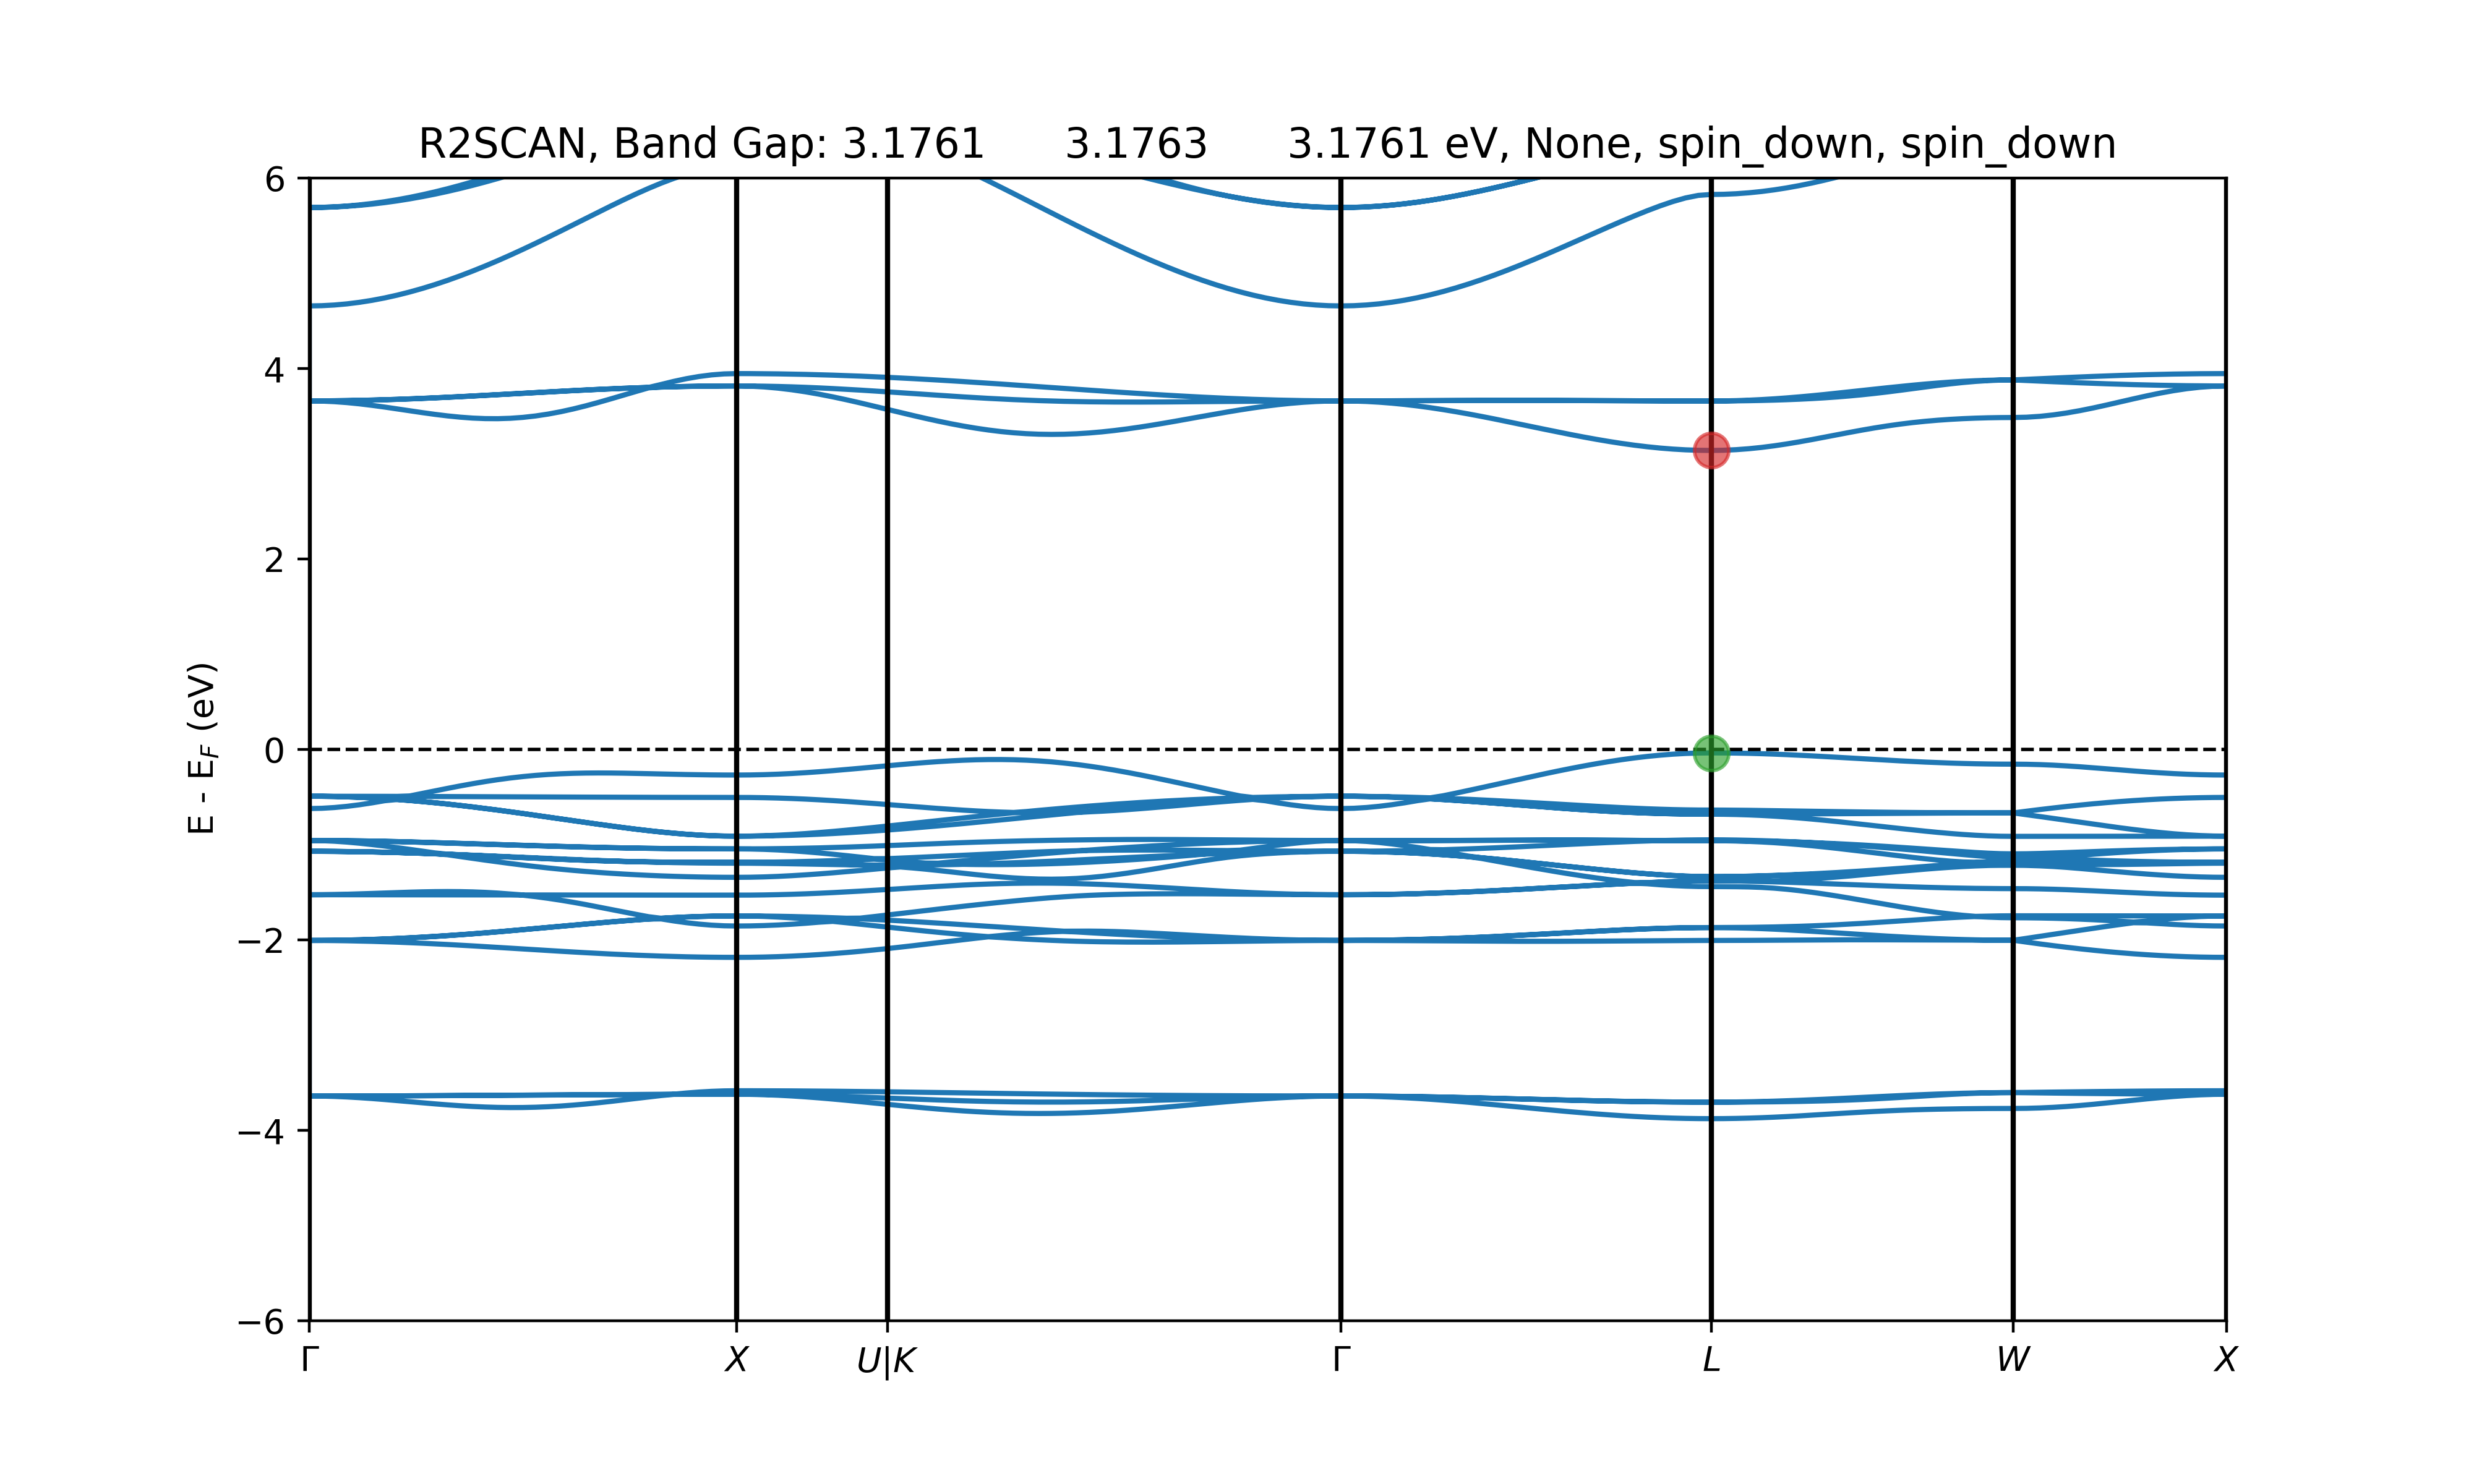 R2SCAN, Band Gap: 3.1761 3.1763 3.1761 eV, None, spin_down, spin_down
6
4
2
0
−2
−4
−6
E - E_F (eV)
Γ X U|K Γ L W X